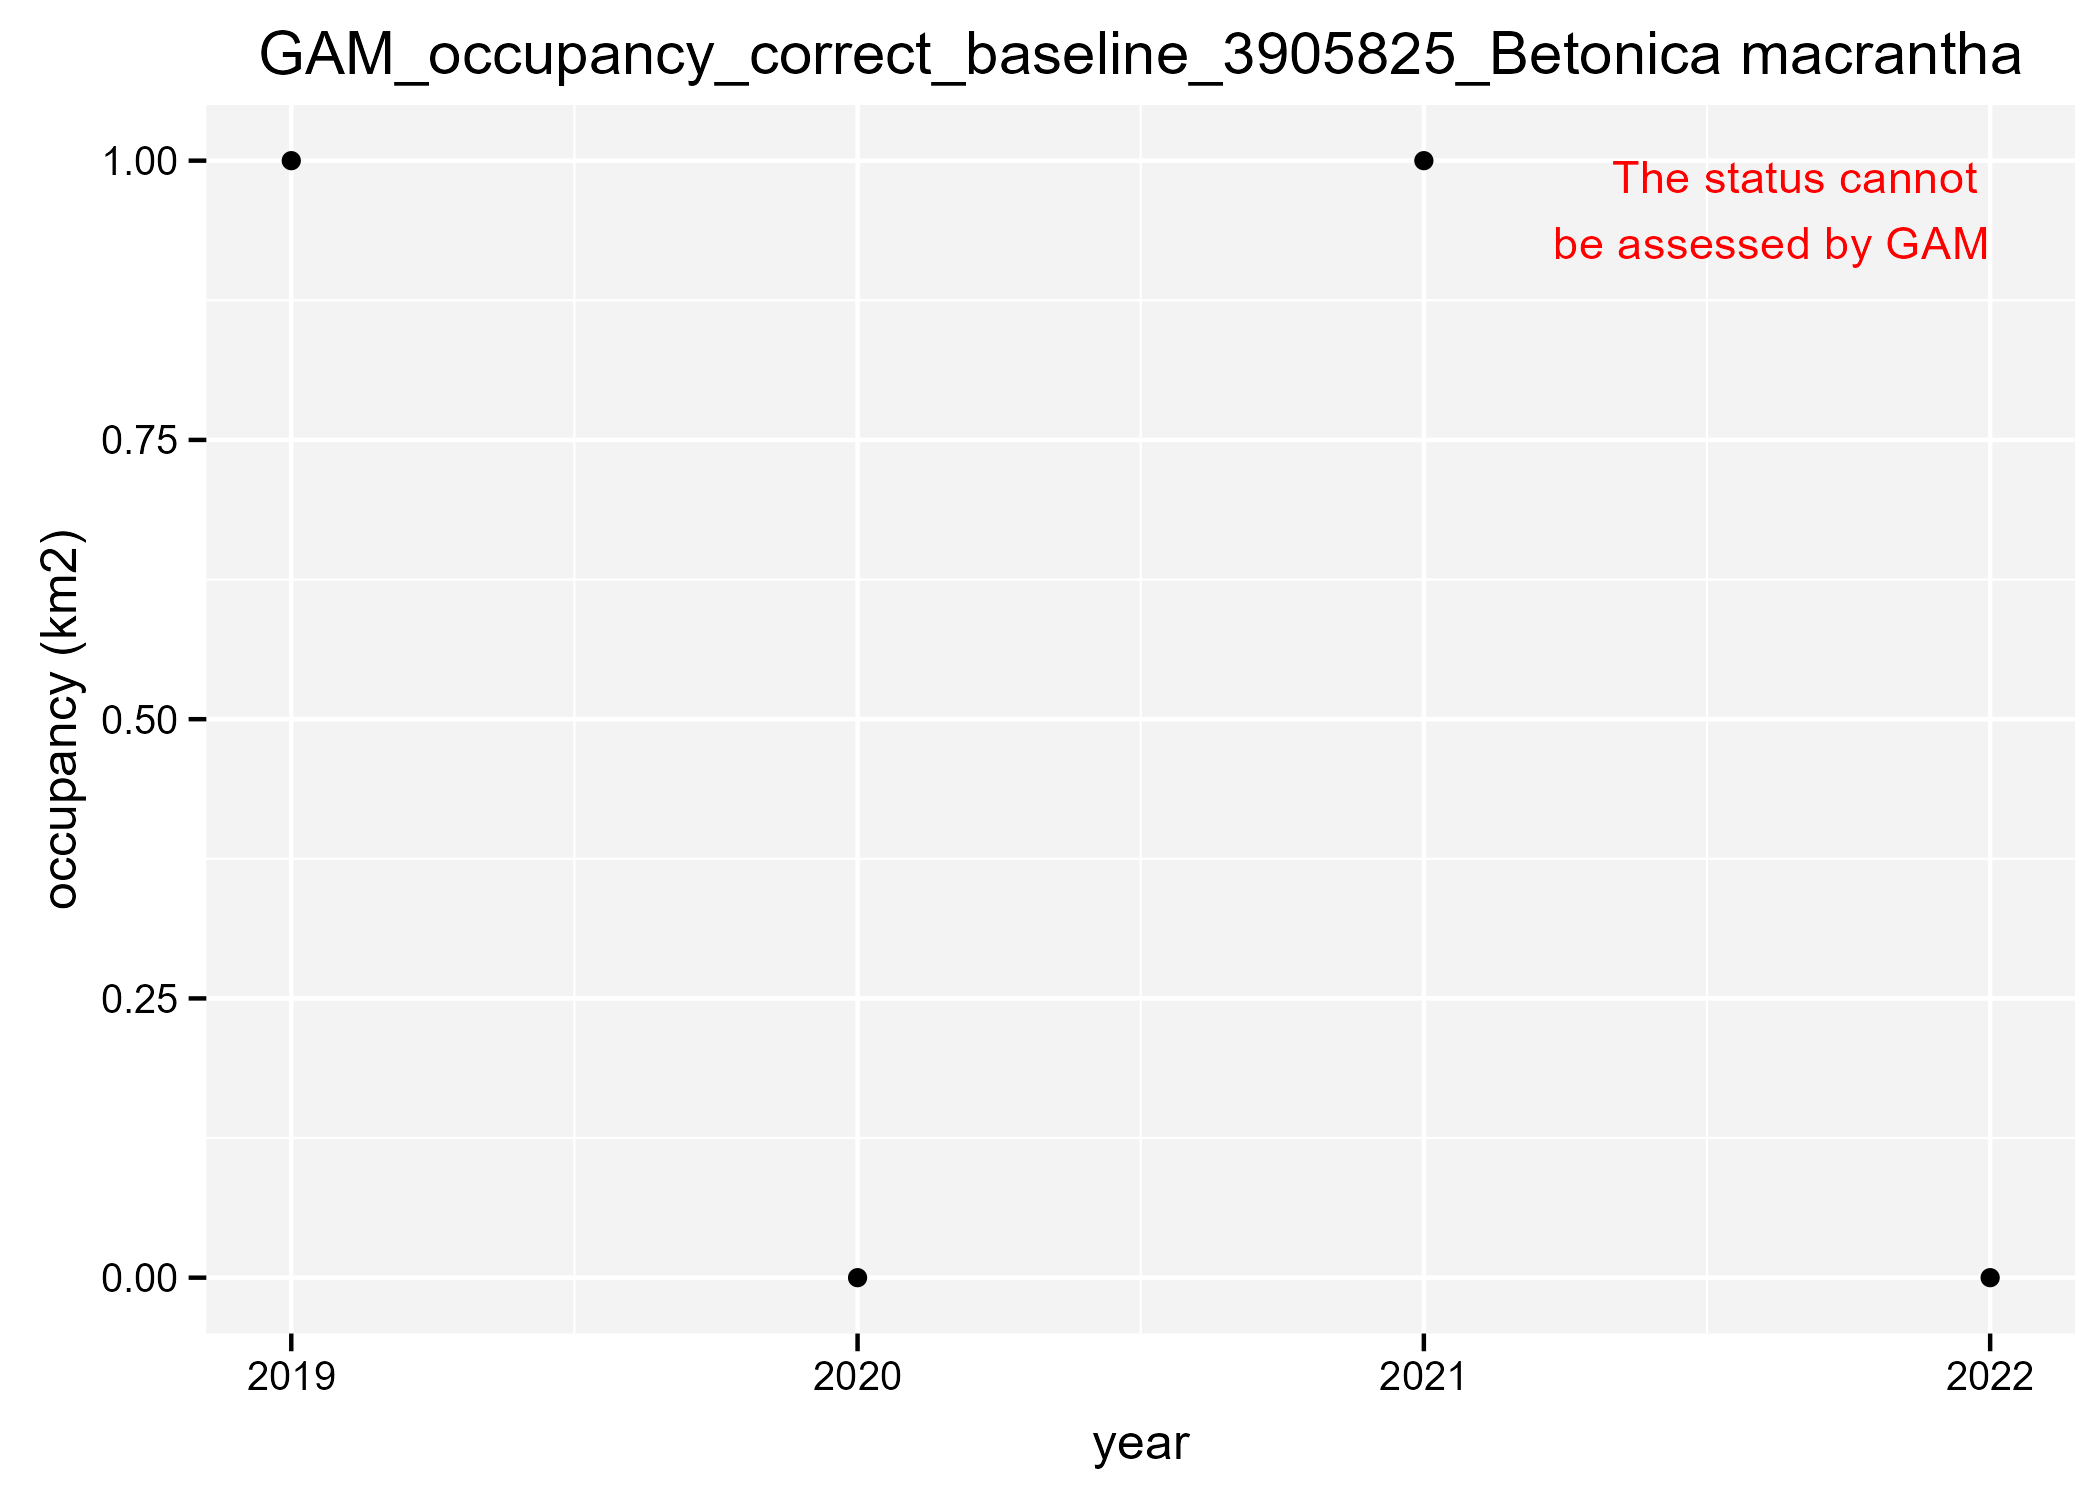 GAM_occupancy_correct_baseline_3905825_Betonica macrantha
The status cannot
be assessed by GAM
1.00
0.75
0.50
0.25
0.00
occupancy (km2)
2019
2020
2021
2022
year